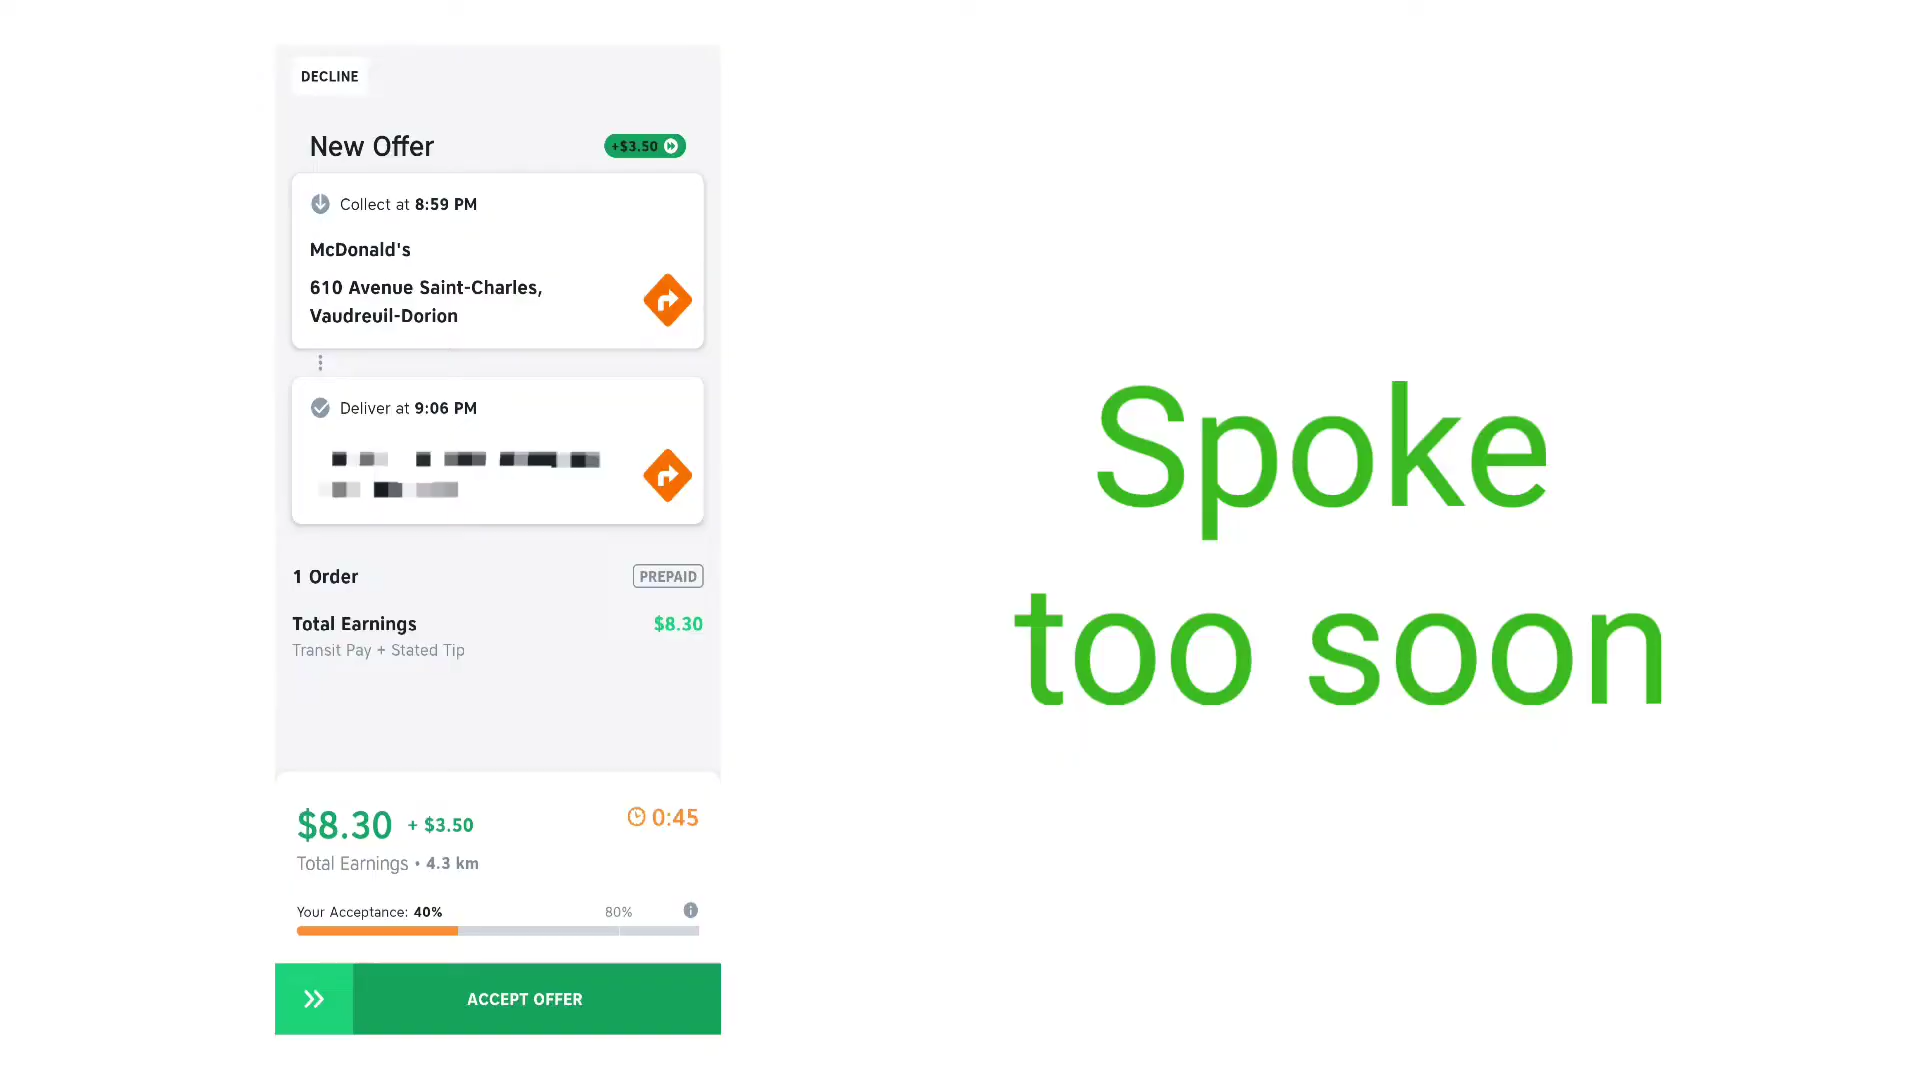 DECLINE
New Offer
+$3.50
Collect at 8:59 PM
McDonald's
610 Avenue Saint-Charles,
Vaudreuil-Dorion
Deliver at 9:06 PM
1 Order
PREPAID
Total Earnings
$8.30
Transit Pay + Stated Tip
$8.30 + $3.50
0:45
Total Earnings • 4.3 km
Your Acceptance: 40%
80%
ACCEPT OFFER
Spoke
too soon